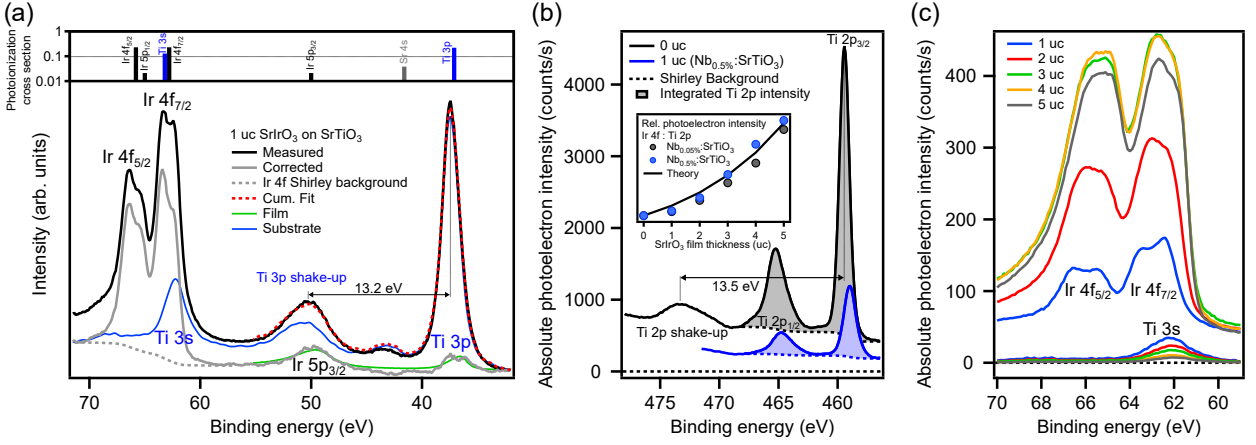 (a)
Photoionization
cross section
1
0.1
0.01
Ir 4f5/2
Ir 5p1/2
Ti 3s
Ir 4f7/2
Ir 5p3/2
Sr 4s
Ti 3p
Intensity (arb. units)
Ir 4f7/2
Ir 4f5/2
1 uc SrIrO3 on SrTiO3
Measured
Corrected
Ir 4f Shirley background
Cum. Fit
Film
Substrate
Ti 3p shake-up
13.2 eV
Ti 3s
Ir 5p3/2
Ti 3p
70 60 50 40
Binding energy (eV)
(b)
Absolute photoelectron intensity (counts/s)
4000
3000
2000
1000
0
0 uc
1 uc (Nb0.5%:SrTiO3)
Shirley Background
Integrated Ti 2p intensity
Ti 2p3/2
Rel. photoelectron intensity
Ir 4f : Ti 2p
Nb0.05%:SrTiO3
Nb0.5%:SrTiO3
Theory
0 1 2 3 4 5
SrIrO3 film thickness (uc)
13.5 eV
Ti 2p shake-up
Ti 2p1/2
475 470 465 460
Binding energy (eV)
(c)
Absolute photoelectron intensity (counts/s)
400
300
200
100
0
1 uc
2 uc
3 uc
4 uc
5 uc
Ir 4f5/2
Ir 4f7/2
Ti 3s
70 68 66 64 62 60
Binding energy (eV)